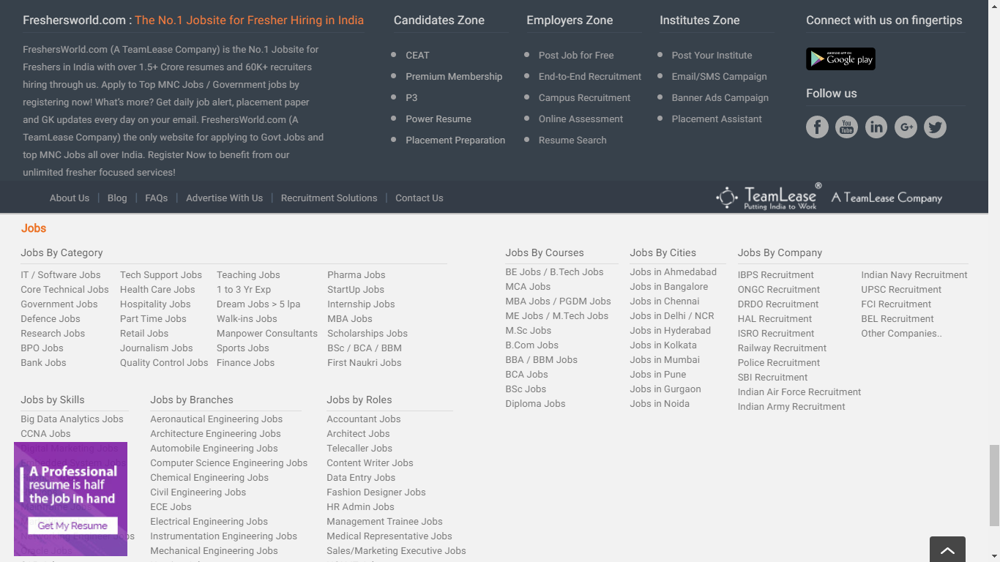 Freshersworld.com : The No.1 Jobsite for Fresher Hiring in India
FreshersWorld.com (A TeamLease Company) is the No.1 Jobsite for
Freshers in India with over 1.5+ Crore resumes and 60K+ recruiters
hiring through us. Apply to Top MNC Jobs / Government jobs by
registering now! What's more? Get daily job alert, placement paper
and GK updates every day on your email. FreshersWorld.com (A
TeamLease Company) the only website for applying to Govt Jobs and
top MNC Jobs all over India. Register Now to benefit from our
unlimited fresher focused services!
Candidates Zone
CEAT
Premium Membership
P3
Power Resume
Placement Preparation
Employers Zone
Post Job for Free
End-to-End Recruitment
Campus Recruitment
Online Assessment
Resume Search
Institutes Zone
Post Your Institute
Email/SMS Campaign
Banner Ads Campaign
Placement Assistant
Connect with us on fingertips
ANDROID APP ON
Google play
Follow us
f
You
Tube
in
G+
About Us | Blog | FAQs | Advertise With Us | Recruitment Solutions | Contact Us
TeamLease®
Putting India to Work
A TeamLease Company
Jobs
Jobs By Category
IT / Software Jobs
Core Technical Jobs
Government Jobs
Defence Jobs
Research Jobs
BPO Jobs
Bank Jobs
Tech Support Jobs
Health Care Jobs
Hospitality Jobs
Part Time Jobs
Retail Jobs
Journalism Jobs
Quality Control Jobs
Teaching Jobs
1 to 3 Yr Exp
Dream Jobs > 5 lpa
Walk-ins Jobs
Manpower Consultants
Sports Jobs
Finance Jobs
Pharma Jobs
StartUp Jobs
Internship Jobs
MBA Jobs
Scholarships Jobs
BSc / BCA / BBM
First Naukri Jobs
Jobs By Courses
BE Jobs / B.Tech Jobs
MCA Jobs
MBA Jobs / PGDM Jobs
ME Jobs / M.Tech Jobs
M.Sc Jobs
B.Com Jobs
BBA / BBM Jobs
BCA Jobs
BSc Jobs
Diploma Jobs
Jobs By Cities
Jobs in Ahmedabad
Jobs in Bangalore
Jobs in Chennai
Jobs in Delhi / NCR
Jobs in Hyderabad
Jobs in Kolkata
Jobs in Mumbai
Jobs in Pune
Jobs in Gurgaon
Jobs in Noida
Jobs By Company
IBPS Recruitment
ONGC Recruitment
DRDO Recruitment
HAL Recruitment
ISRO Recruitment
Railway Recruitment
Police Recruitment
SBI Recruitment
Indian Air Force Recruitment
Indian Army Recruitment
Indian Navy Recruitment
UPSC Recruitment
FCI Recruitment
BEL Recruitment
Other Companies..
Jobs by Skills
Big Data Analytics Jobs
CCNA Jobs
Digital Marketing Jobs
Embedded System Jobs
Networking Engineer Jobs
Oracle Jobs
A Professional
resume is half
the job in hand
Get My Resume
Jobs by Branches
Aeronautical Engineering Jobs
Architecture Engineering Jobs
Automobile Engineering Jobs
Computer Science Engineering Jobs
Chemical Engineering Jobs
Civil Engineering Jobs
ECE Jobs
Electrical Engineering Jobs
Instrumentation Engineering Jobs
Mechanical Engineering Jobs
Jobs by Roles
Accountant Jobs
Architect Jobs
Telecaller Jobs
Content Writer Jobs
Data Entry Jobs
Fashion Designer Jobs
HR Admin Jobs
Management Trainee Jobs
Medical Representative Jobs
Sales/Marketing Executive Jobs